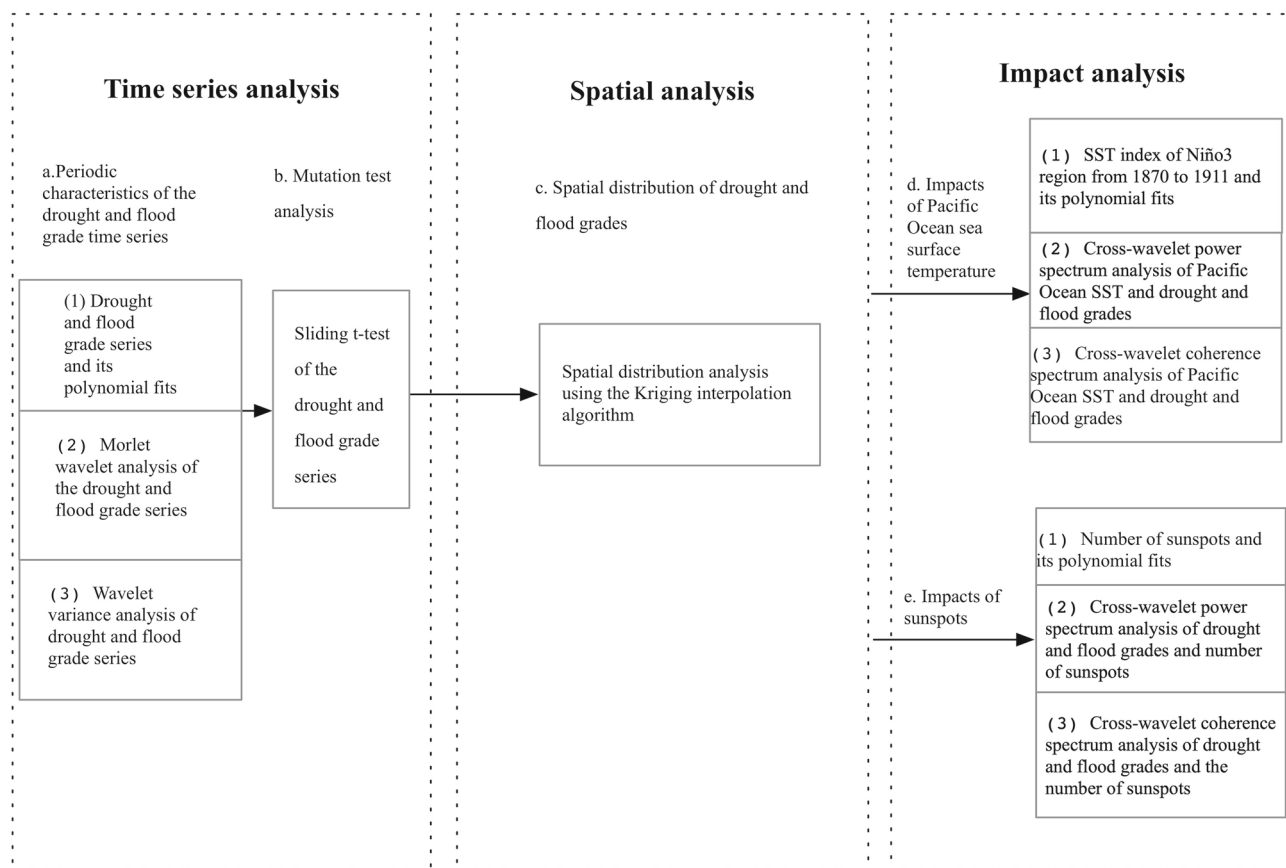 Time series analysis
a.Periodic
characteristics of the
drought and flood
grade time series
b. Mutation test
analysis
(1) Drought
and flood
grade series
and its
polynomial fits
(2) Morlet
wavelet analysis of
the drought and
flood grade series
(3) Wavelet
variance analysis of
drought and flood
grade series
Sliding t-test
of the
drought and
flood grade
series
Spatial analysis
c. Spatial distribution of drought and
flood grades
Spatial distribution analysis
using the Kriging interpolation
algorithm
Impact analysis
d. Impacts
of Pacific
Ocean sea
surface
temperature
(1) SST index of Niño3
region from 1870 to 1911 and
its polynomial fits
(2) Cross-wavelet power
spectrum analysis of Pacific
Ocean SST and drought and
flood grades
(3) Cross-wavelet coherence
spectrum analysis of Pacific
Ocean SST and drought and
flood grades
e. Impacts of
sunspots
(1) Number of sunspots and
its polynomial fits
(2) Cross-wavelet power
spectrum analysis of drought
and flood grades and number
of sunspots
(3) Cross-wavelet coherence
spectrum analysis of drought
and flood grades and the
number of sunspots